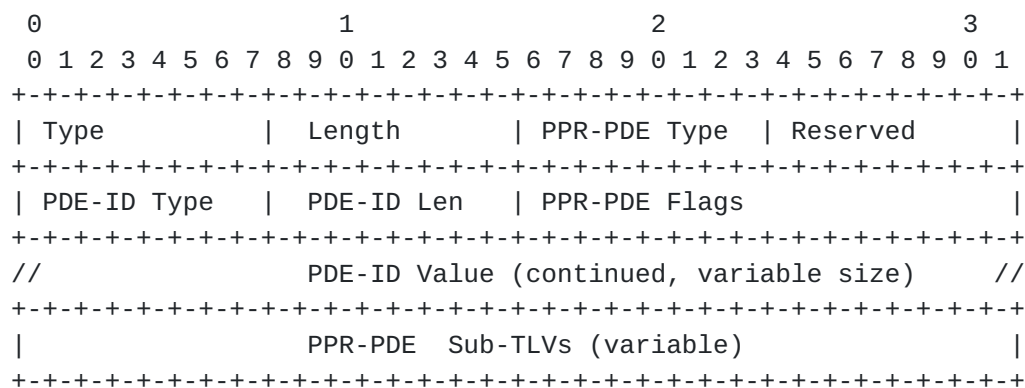 0                   1                   2                   3
 0 1 2 3 4 5 6 7 8 9 0 1 2 3 4 5 6 7 8 9 0 1 2 3 4 5 6 7 8 9 0 1
+-+-+-+-+-+-+-+-+-+-+-+-+-+-+-+-+-+-+-+-+-+-+-+-+-+-+-+-+-+-+-+-+
| Type          |  Length       | PPR-PDE Type  | Reserved      |
+-+-+-+-+-+-+-+-+-+-+-+-+-+-+-+-+-+-+-+-+-+-+-+-+-+-+-+-+-+-+-+-+
| PDE-ID Type   |  PDE-ID Len   | PPR-PDE Flags                 |
+-+-+-+-+-+-+-+-+-+-+-+-+-+-+-+-+-+-+-+-+-+-+-+-+-+-+-+-+-+-+-+-+
//                 PDE-ID Value (continued, variable size)     //
+-+-+-+-+-+-+-+-+-+-+-+-+-+-+-+-+-+-+-+-+-+-+-+-+-+-+-+-+-+-+-+-+
|                  PPR-PDE  Sub-TLVs (variable)                 |
+-+-+-+-+-+-+-+-+-+-+-+-+-+-+-+-+-+-+-+-+-+-+-+-+-+-+-+-+-+-+-+-+